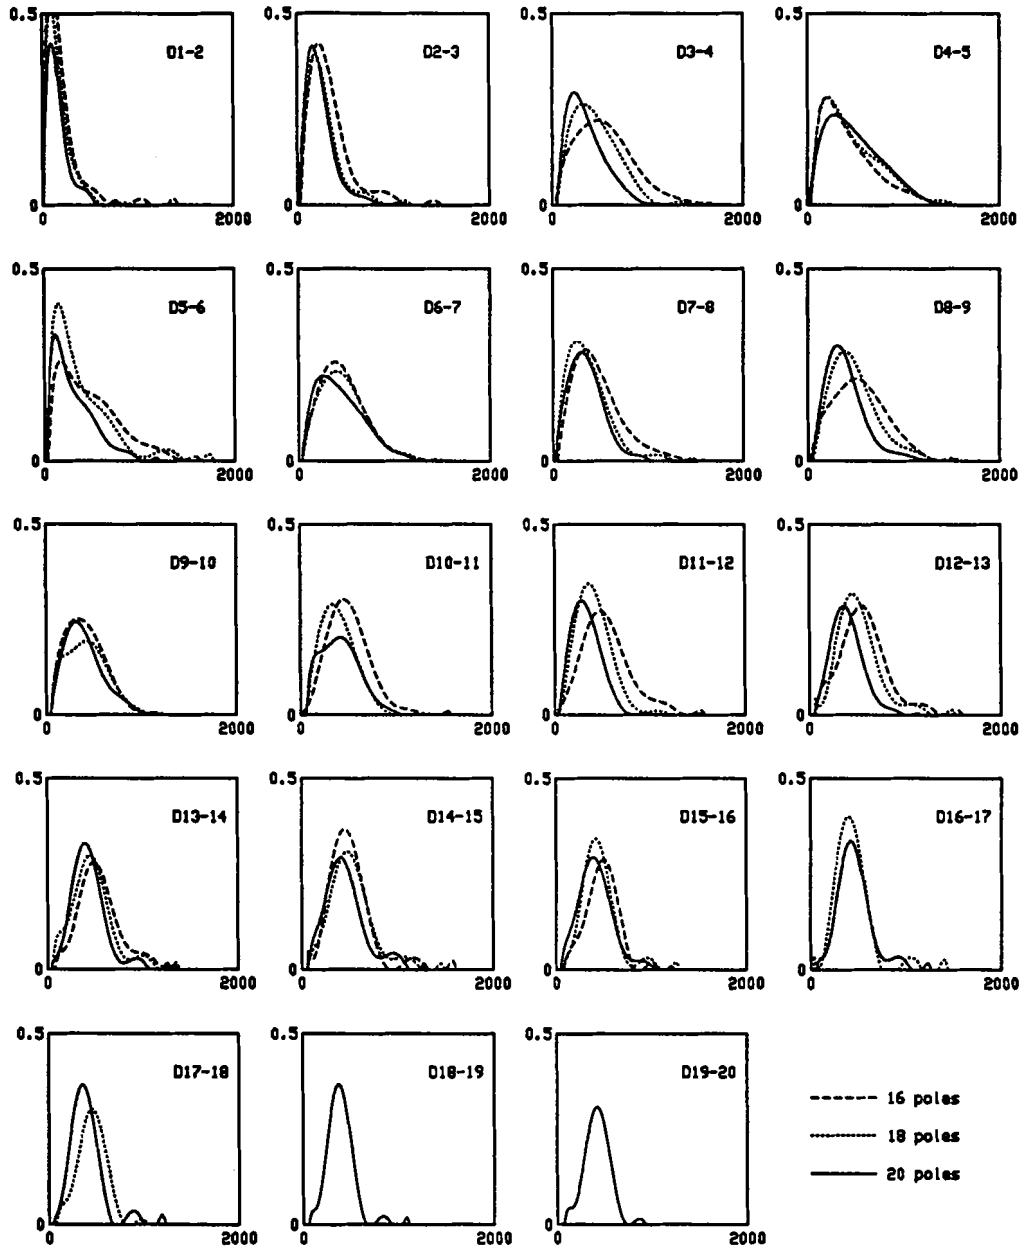 0.5 0.5 0.5 0.5
D1-2 D2-3 D3-4 D4-5
0 0 0 0
0 2000 0 2000 0 2000 0 2000
0.5 0.5 0.5 0.5
D5-6 D6-7 D7-8 D8-9
0 0 0 0
0 2000 0 2000 0 2000 0 2000
0.5 0.5 0.5 0.5
D9-10 D10-11 D11-12 D12-13
0 0 0 0
0 2000 0 2000 0 2000 0 2000
0.5 0.5 0.5 0.5
D13-14 D14-15 D15-16 D16-17
0 0 0 0
0 2000 0 2000 0 2000 0 2000
0.5 0.5 0.5
D17-18 D18-19 D19-20
16 poles
18 poles
20 poles
0 0 0
0 2000 0 2000 0 2000